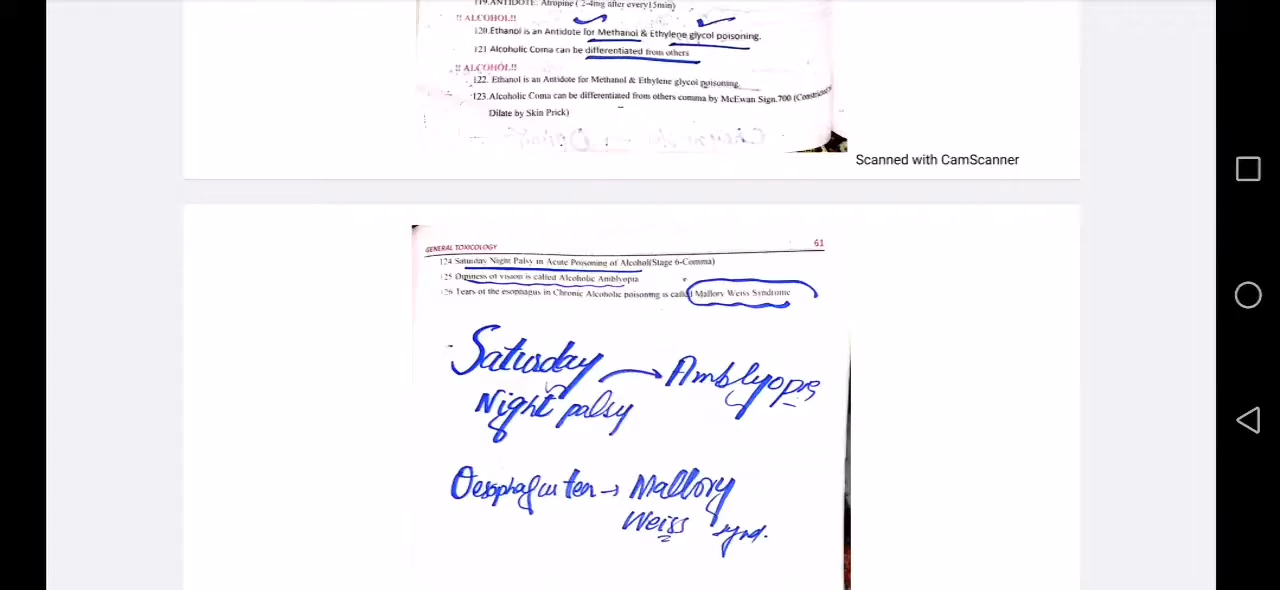 119.ANTIDOTE: Atropine ( 2-4mg after every15min)
!! ALCOHOL!!
120.Ethanol is an Antidote for Methanol & Ethylene glycol poisoning.
121 Alcoholic Coma can be differentiated from others
!! ALCOHOL!!
122. Ethanol is an Antidote for Methanol & Ethylene glycol poisoning
123.Alcoholic Coma can be differentiated from others comma by McEwan Sign.700 (Constricted
Dilate by Skin Prick)
Scanned with CamScanner
GENERAL TOXICOLOGY 61
124 Saturday Night Palsy in Acute Poisoning of Alcohol(Stage 6-Comma)
125 Dimness of vision is called Alcoholic Amblyopia
126 Tears of the esophagus in Chronic Alcoholic poisoning is called Mallory Weiss Syndrome
Saturday → Amblyopia
Night palsy
Oesophagus tear → Mallory
Weiss synd.